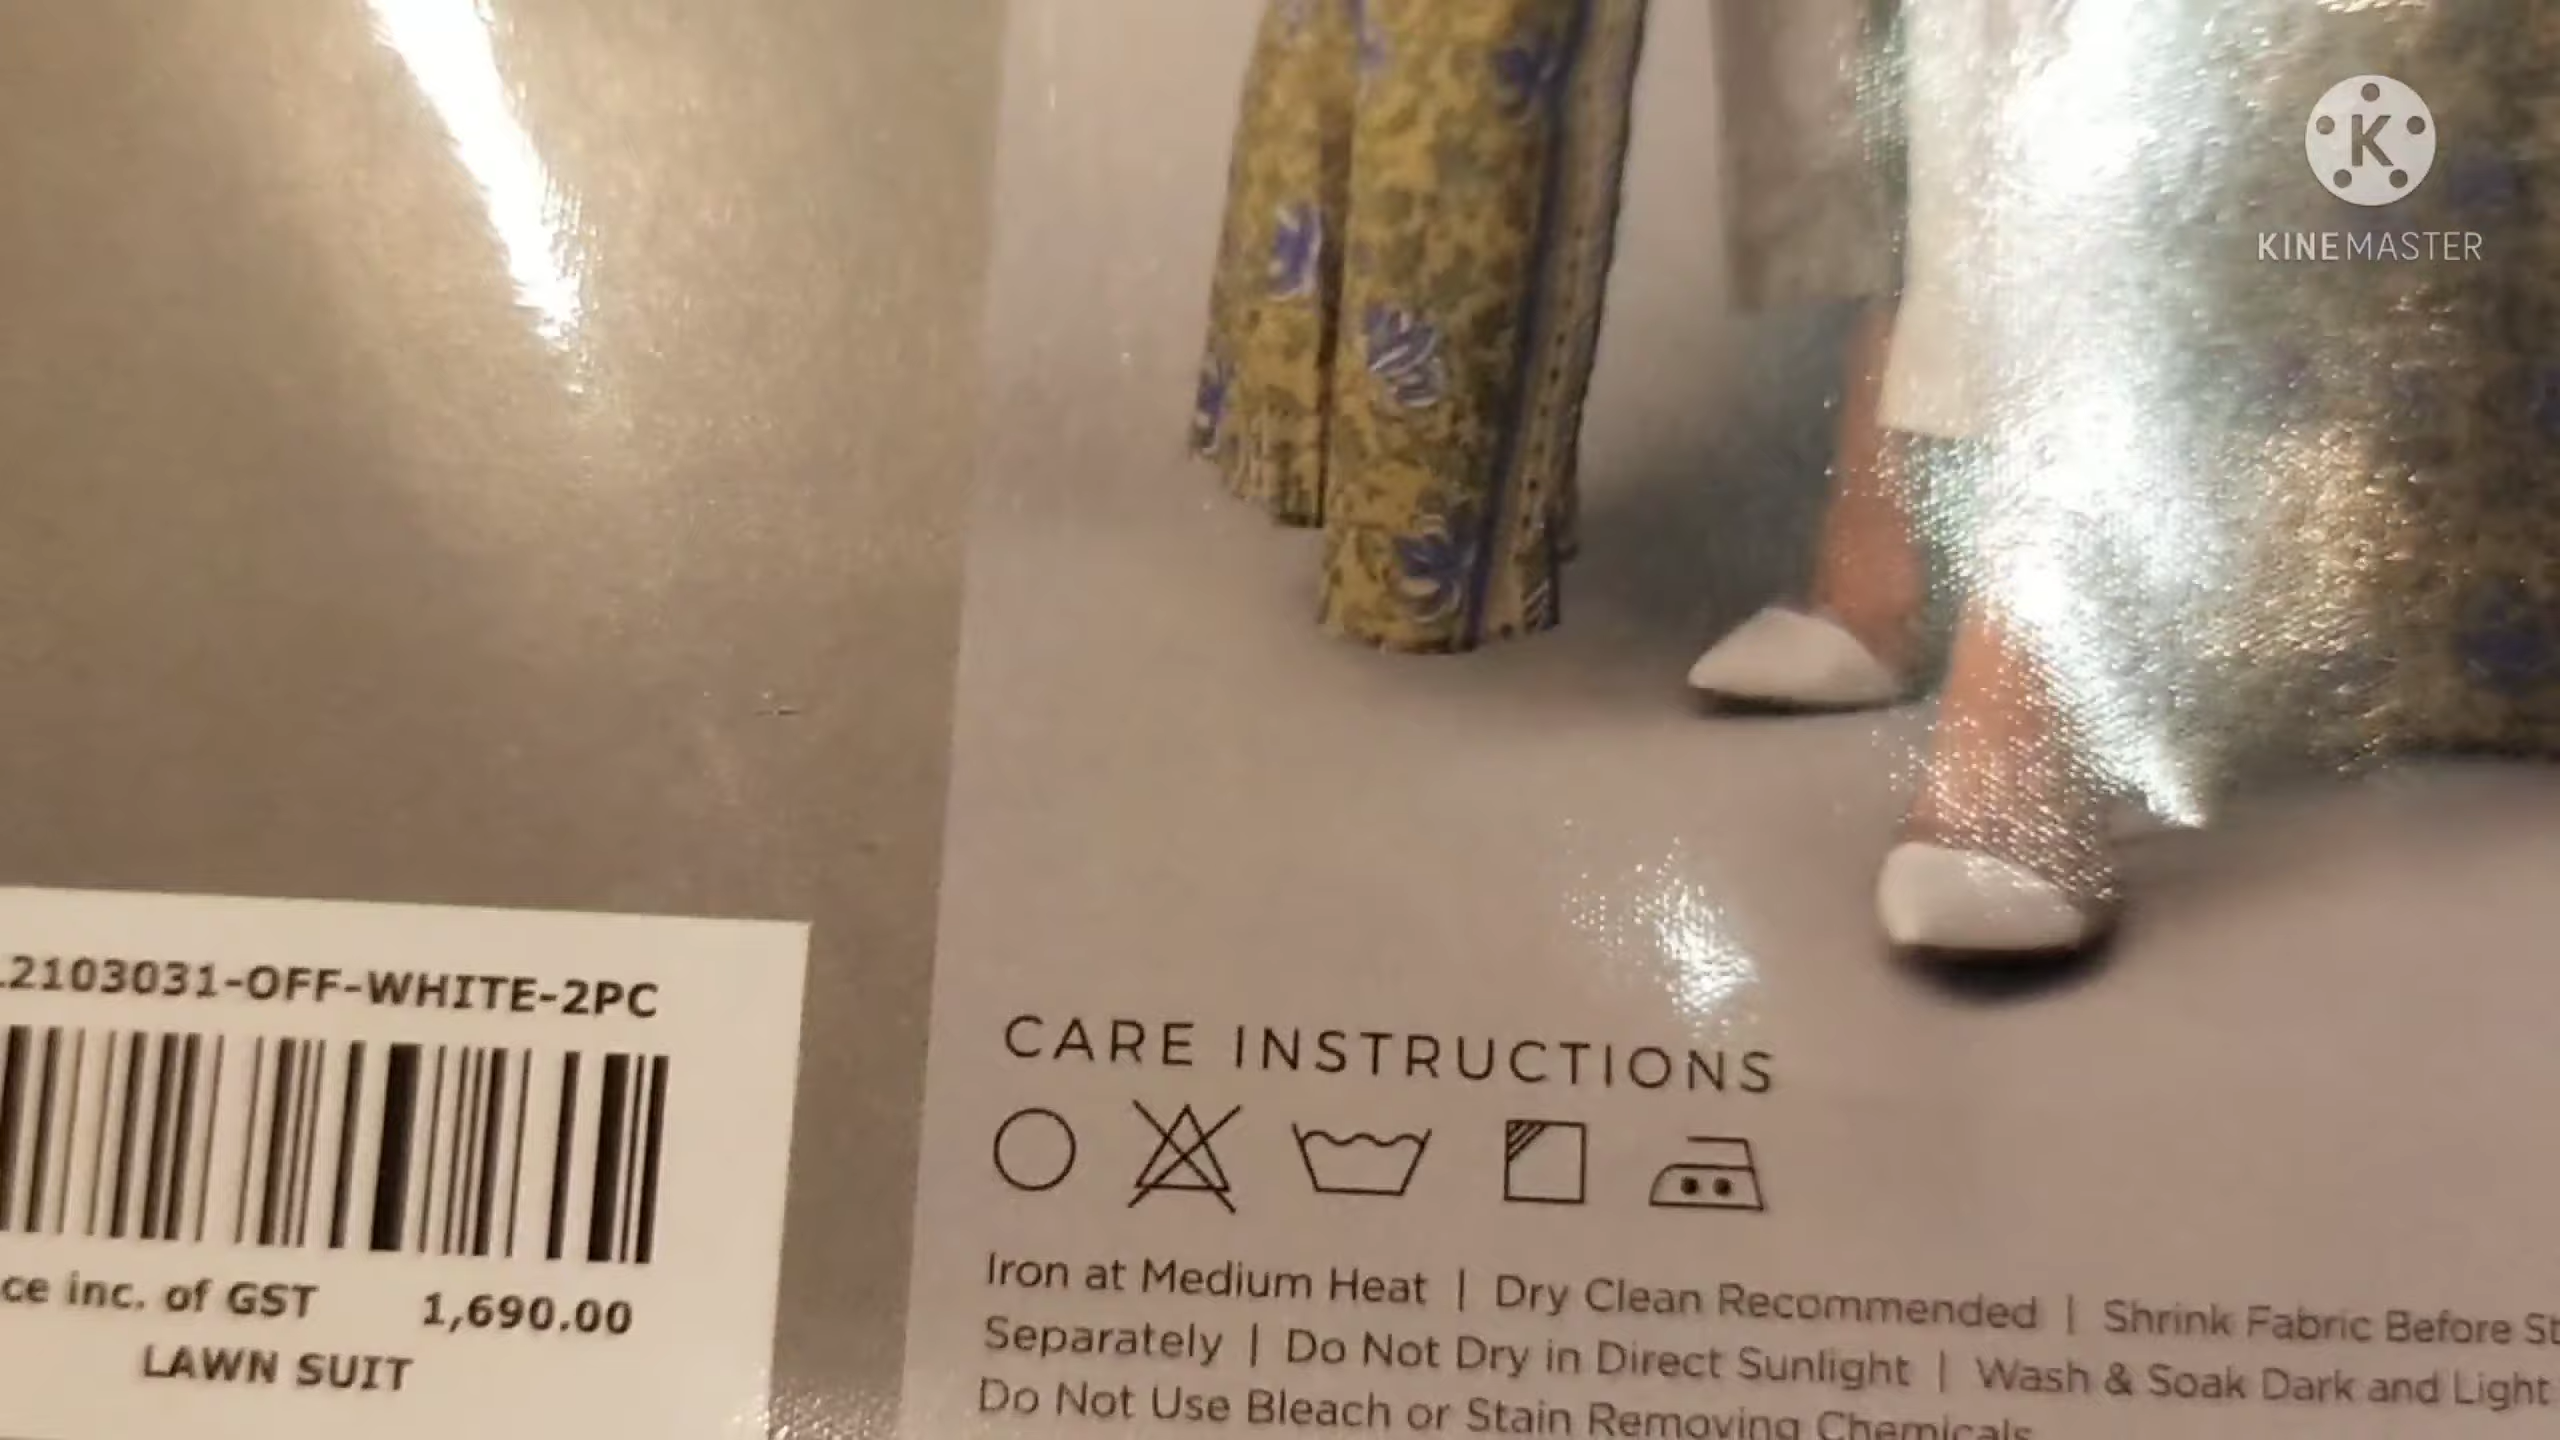 K
KINEMASTER
2103031-OFF-WHITE-2PC
ce inc. of GST 1,690.00
LAWN SUIT
CARE INSTRUCTIONS
Iron at Medium Heat | Dry Clean Recommended | Shrink Fabric Before St
Separately | Do Not Dry in Direct Sunlight | Wash & Soak Dark and Light
Do Not Use Bleach or Stain Removing Chemicals